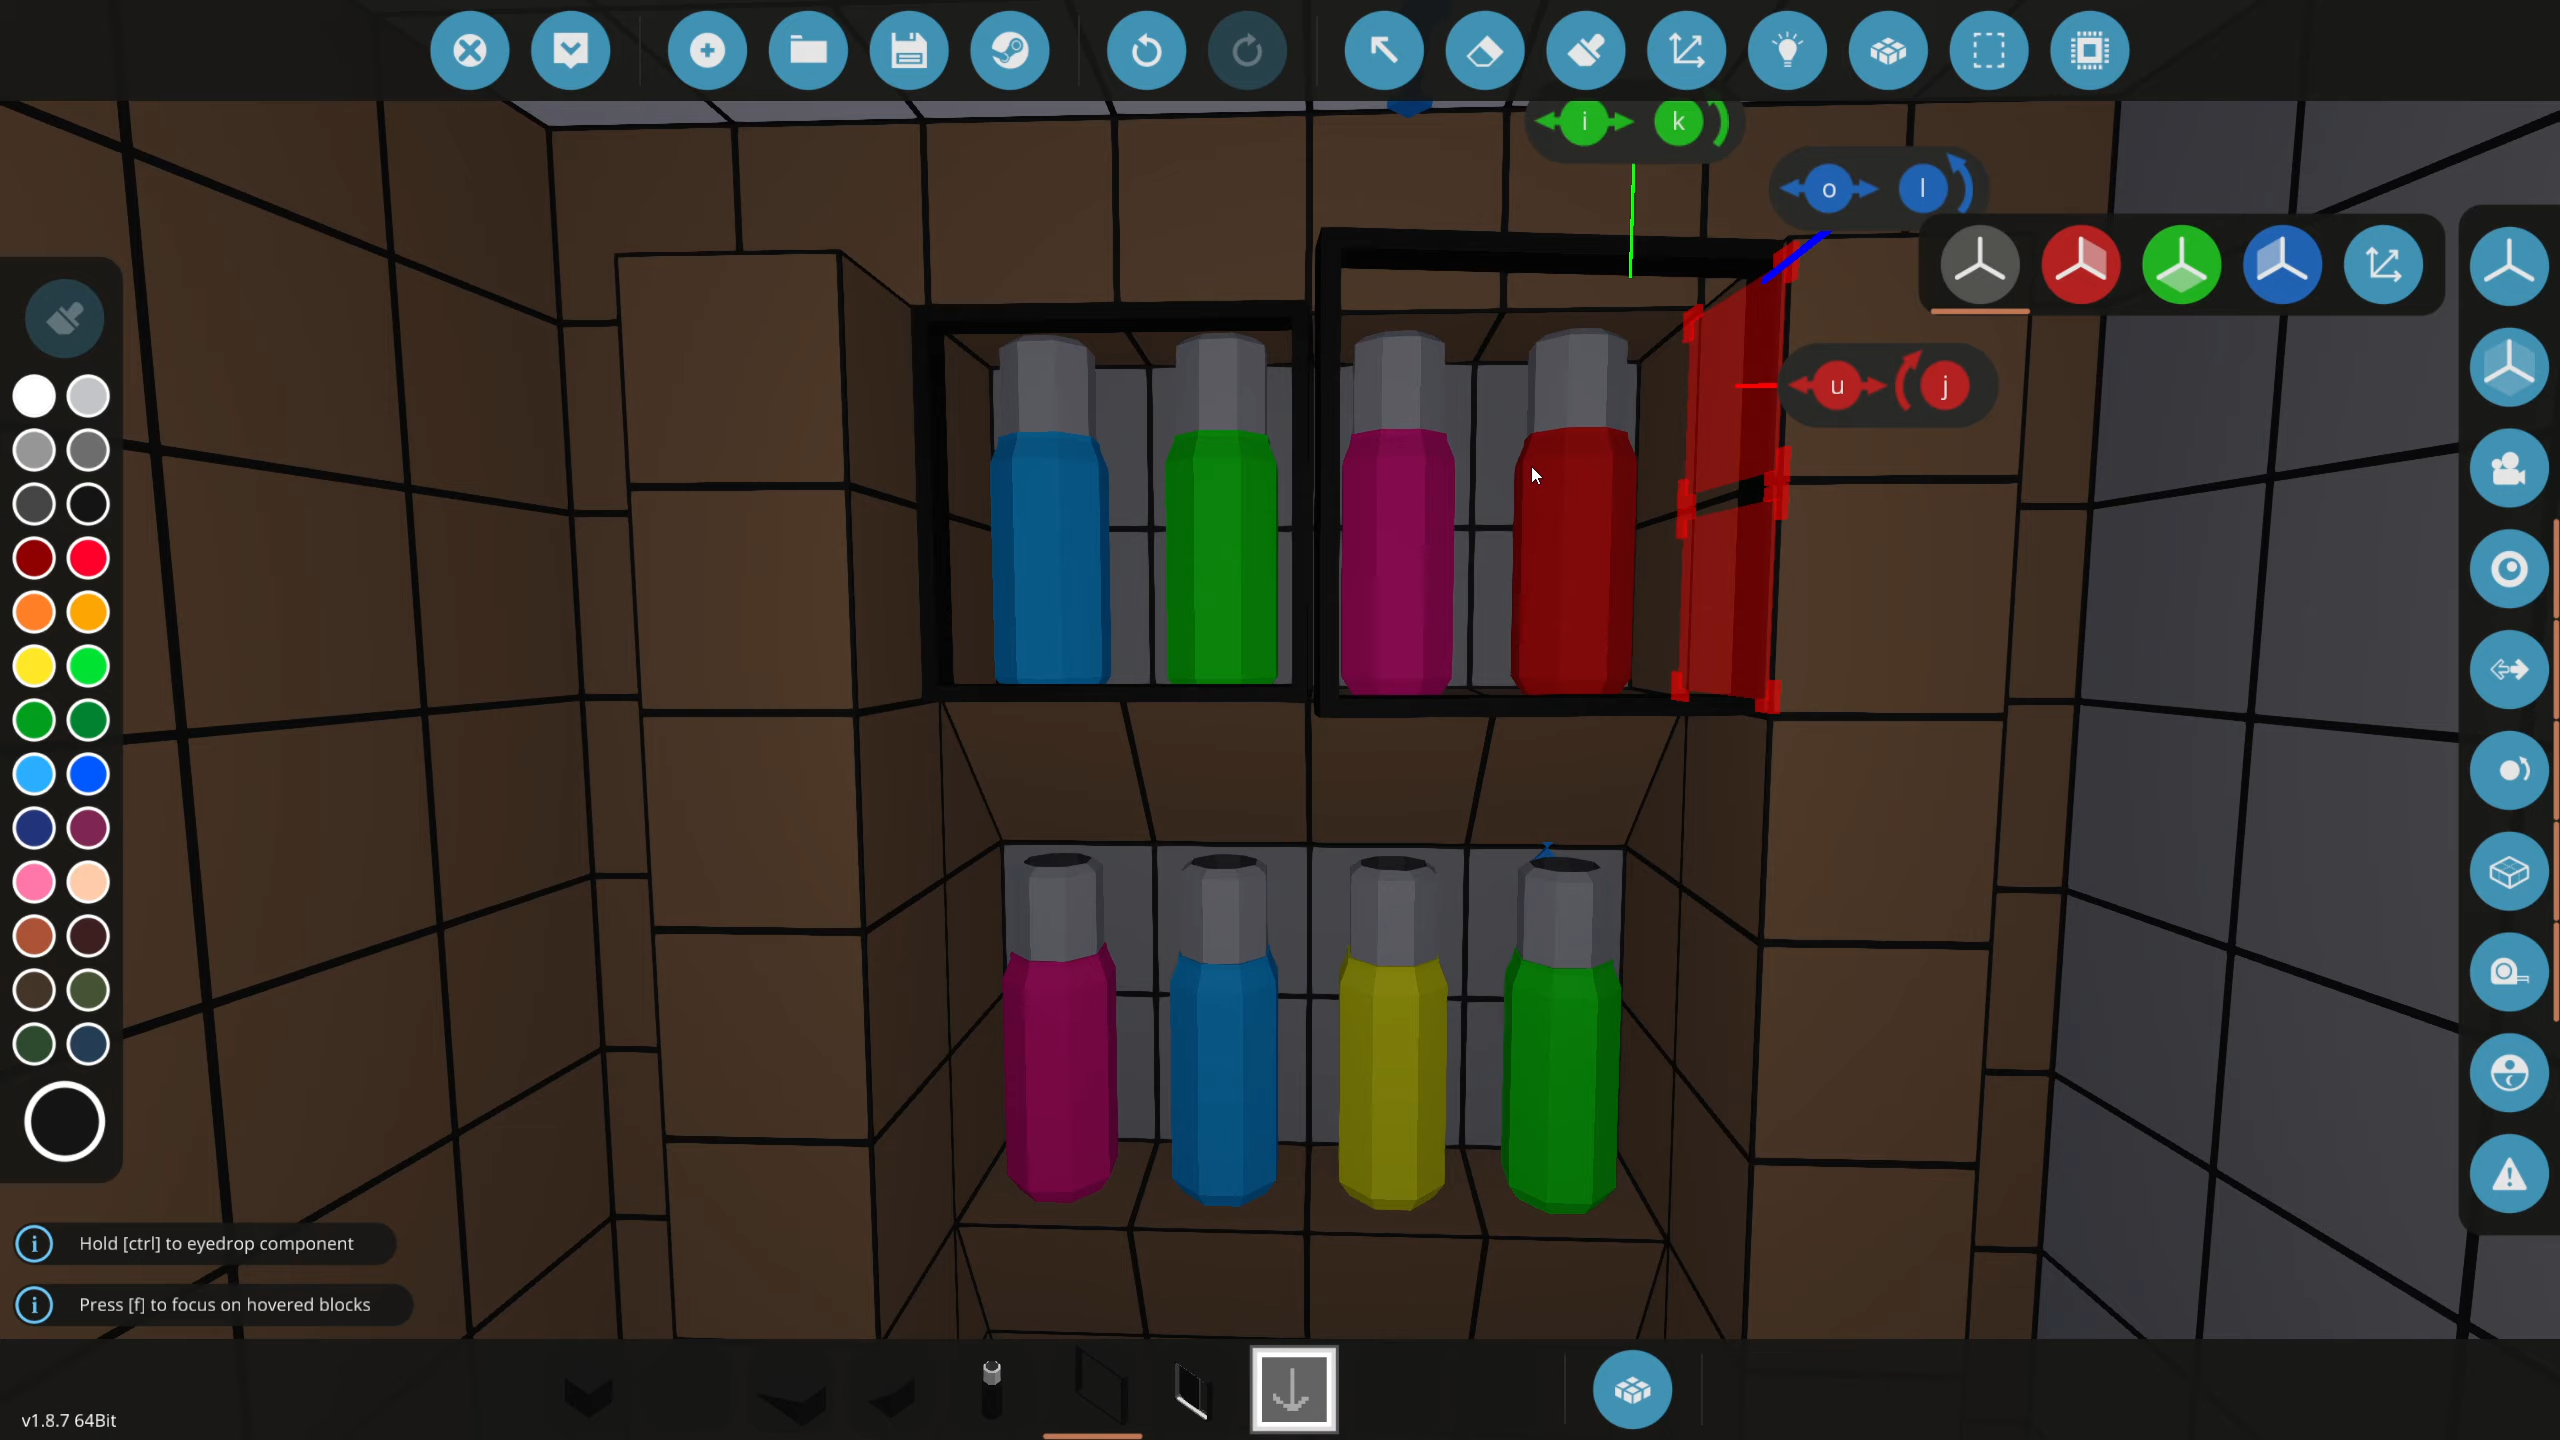 i k
o l
u j
Hold [ctrl] to eyedrop component
i
Press [f] to focus on hovered blocks
i
v1.8.7 64Bit